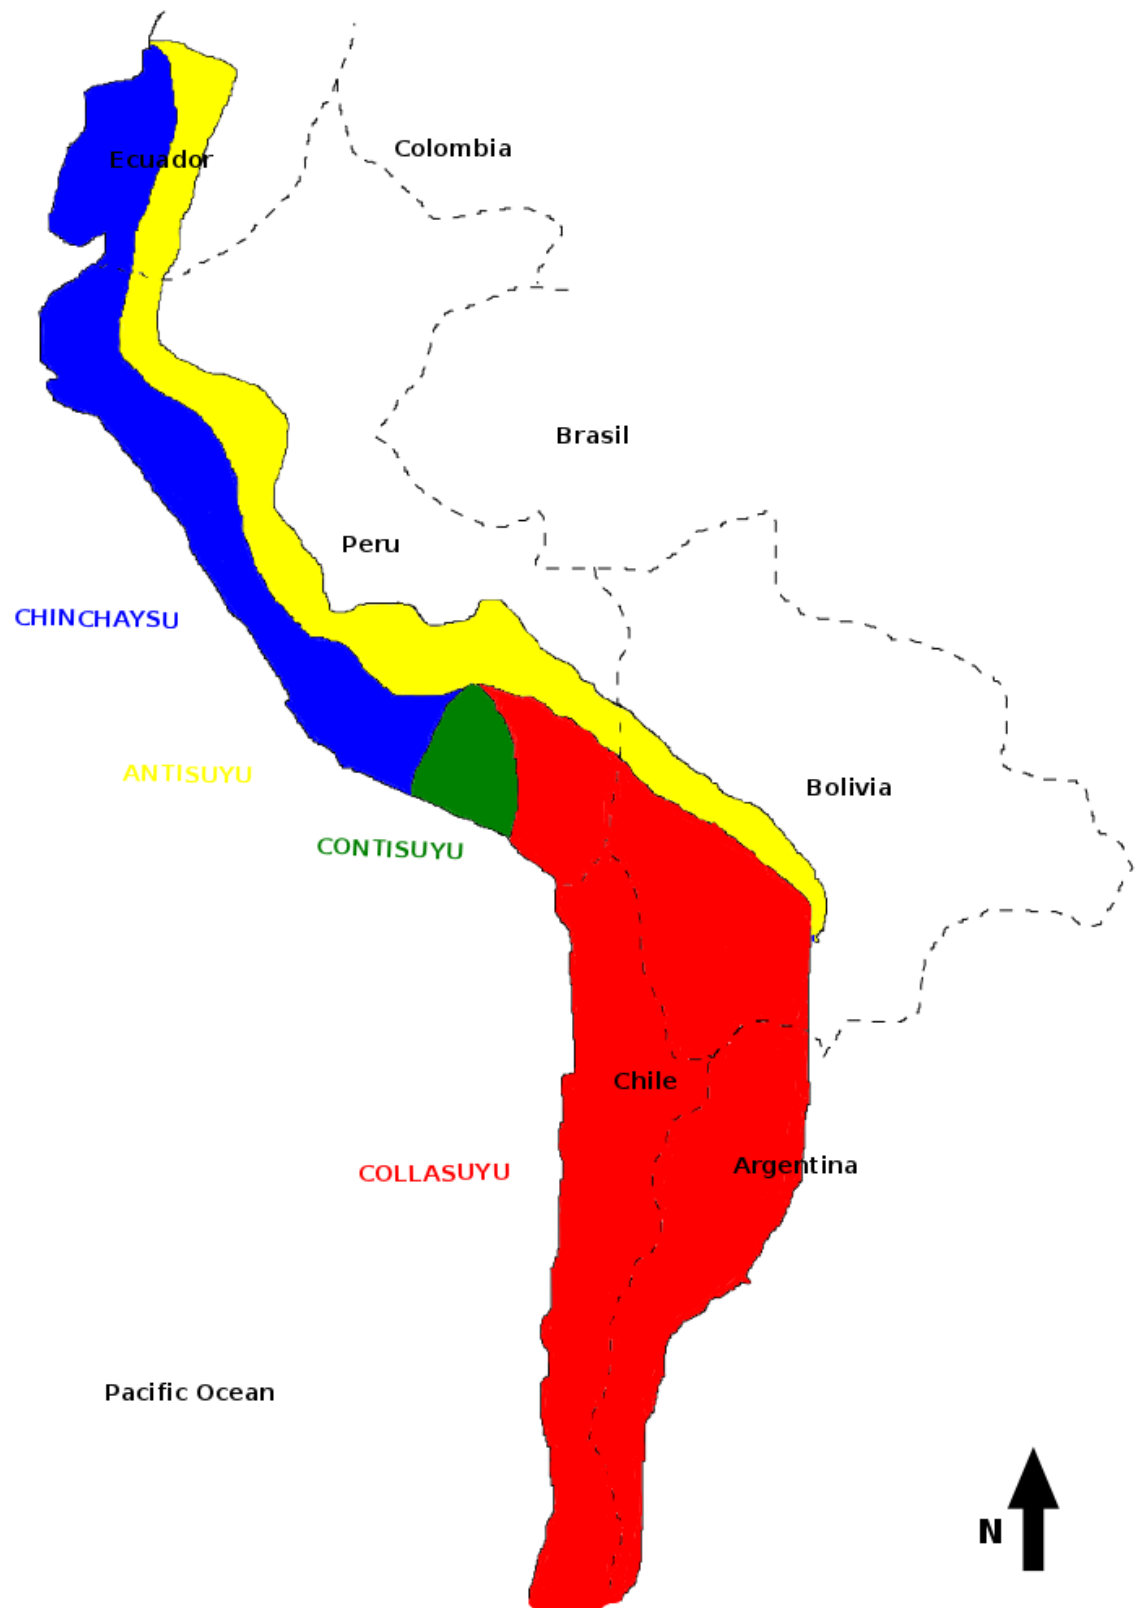 Colombia
Ecuador
Brasil
Peru
CHINCHAYSU
ANTISUYU
Bolivia
CONTISUYU
Chile
Argentina
COLLASUYU
Pacific Ocean
N